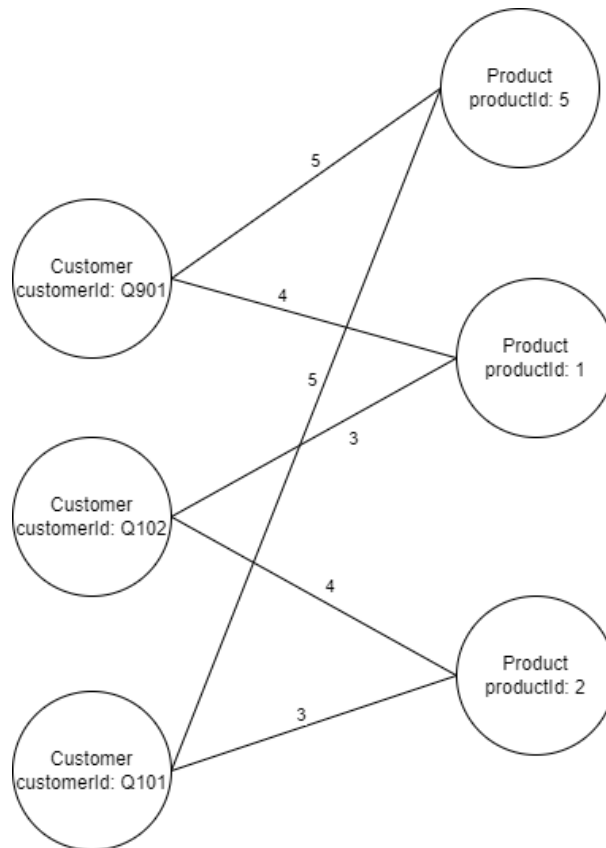 Product
productId: 5
5
Customer
customerId: Q901
4
Product
productId: 1
5
3
Customer
customerId: Q102
4
Product
productId: 2
3
Customer
customerId: Q101